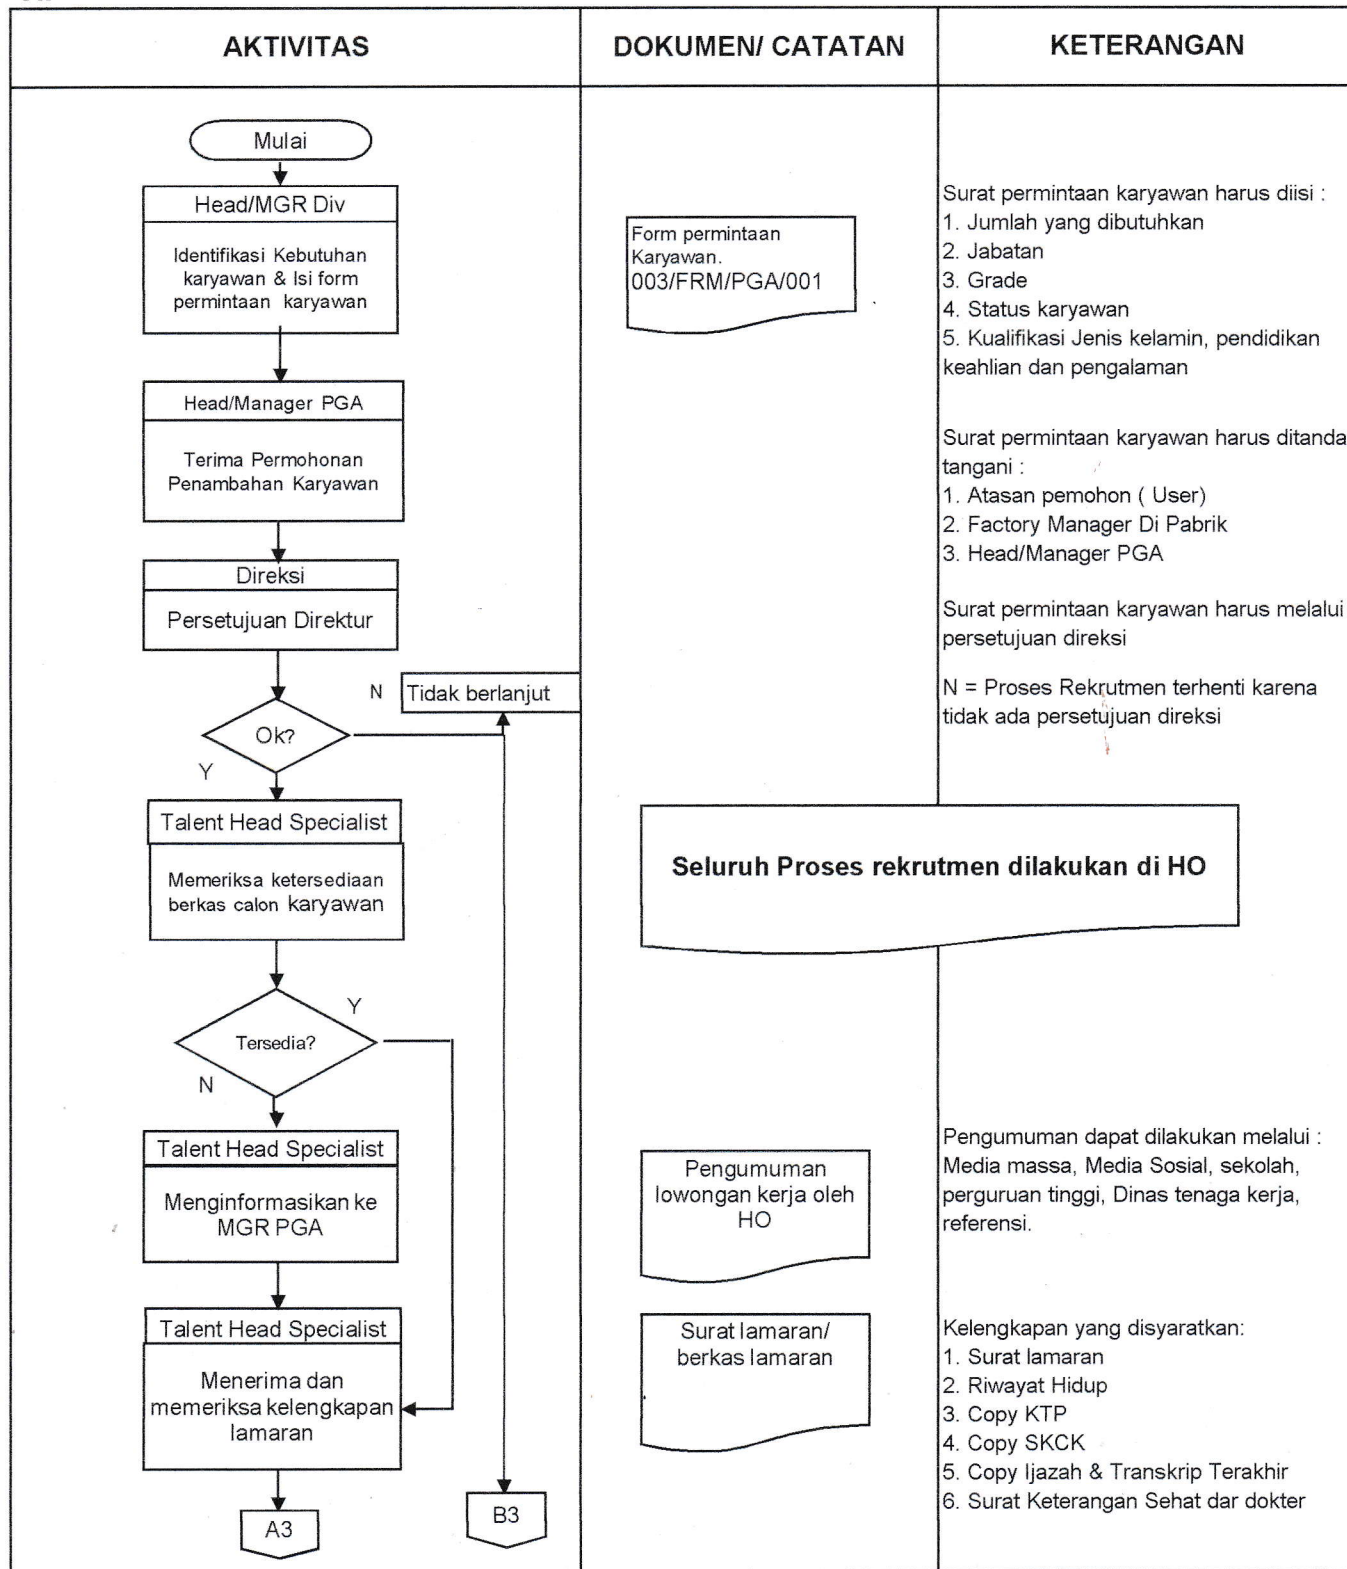 AKTIVITAS
DOKUMEN/ CATATAN
KETERANGAN
Mulai
Head/MGR Div
Identifikasi Kebutuhan
karyawan & Isi form
permintaan karyawan
Form permintaan
Karyawan.
003/FRM/PGA/001
Surat permintaan karyawan harus diisi :
1. Jumlah yang dibutuhkan
2. Jabatan
3. Grade
4. Status karyawan
5. Kualifikasi Jenis kelamin, pendidikan
keahlian dan pengalaman
Head/Manager PGA
Terima Permohonan
Penambahan Karyawan
Surat permintaan karyawan harus ditanda
tangani :
1. Atasan pemohon ( User)
2. Factory Manager Di Pabrik
3. Head/Manager PGA
Direksi
Persetujuan Direktur
Surat permintaan karyawan harus melalui
persetujuan direksi
N
Tidak berlanjut
N = Proses Rekrutmen terhenti karena
tidak ada persetujuan direksi
Ok?
Y
Talent Head Specialist
Memeriksa ketersediaan
berkas calon karyawan
Seluruh Proses rekrutmen dilakukan di HO
Y
Tersedia?
N
Talent Head Specialist
Menginformasikan ke
MGR PGA
Pengumuman
lowongan kerja oleh
HO
Pengumuman dapat dilakukan melalui :
Media massa, Media Sosial, sekolah,
perguruan tinggi, Dinas tenaga kerja,
referensi.
Talent Head Specialist
Menerima dan
memeriksa kelengkapan
lamaran
Surat lamaran/
berkas lamaran
Kelengkapan yang disyaratkan:
1. Surat lamaran
2. Riwayat Hidup
3. Copy KTP
4. Copy SKCK
5. Copy Ijazah & Transkrip Terakhir
6. Surat Keterangan Sehat dar dokter
A3
B3